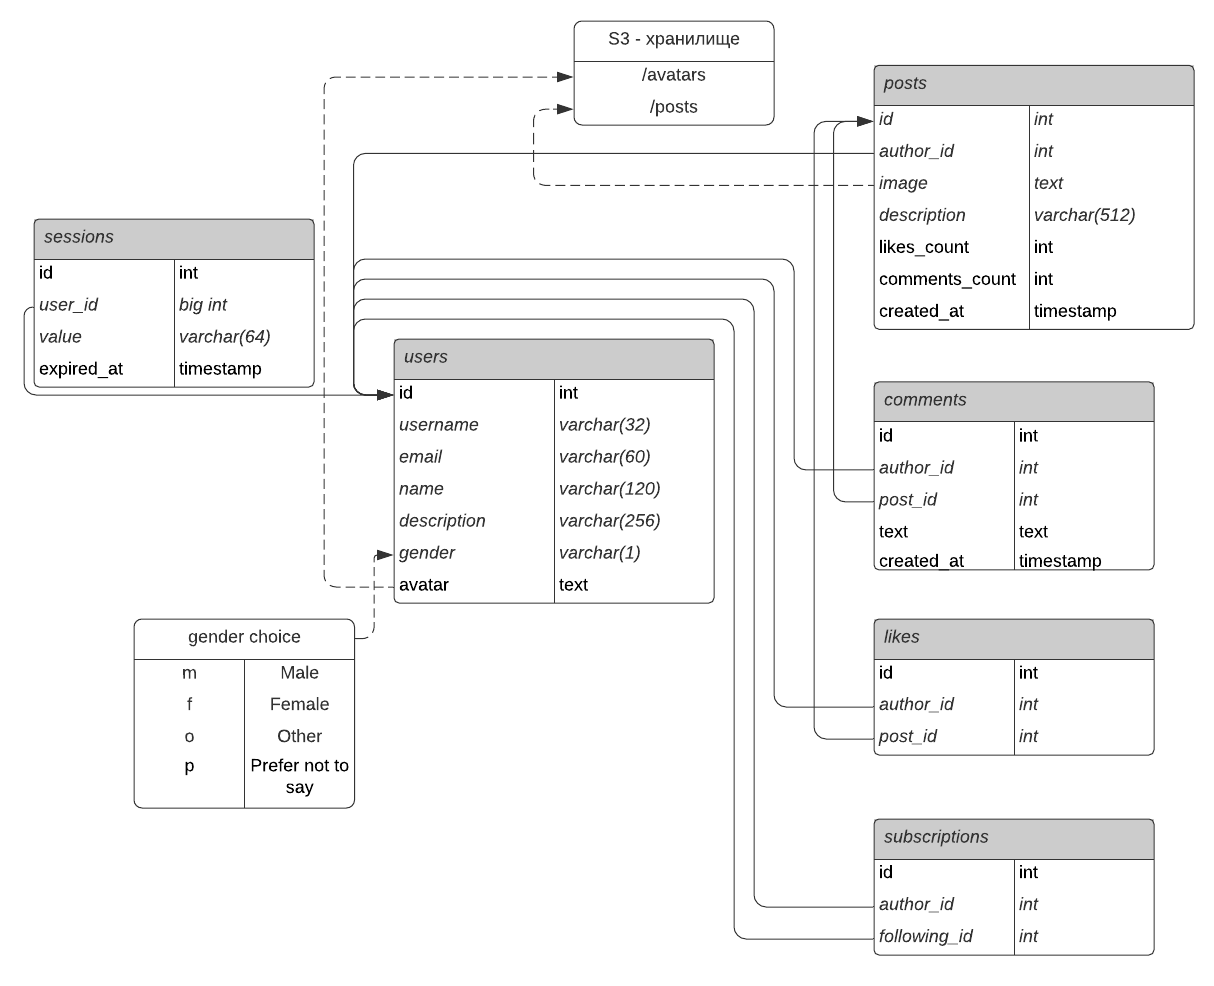 S3 - хранилище
/avatars
/posts
posts
id int
author_id int
image text
description varchar(512)
likes_count int
comments_count int
created_at timestamp
sessions
id int
user_id big int
value varchar(64)
expired_at timestamp
users
id int
username varchar(32)
email varchar(60)
name varchar(120)
description varchar(256)
gender varchar(1)
avatar text
comments
id int
author_id int
post_id int
text text
created_at timestamp
gender choice
m Male
f Female
o Other
p Prefer not to
say
likes
id int
author_id int
post_id int
subscriptions
id int
author_id int
following_id int